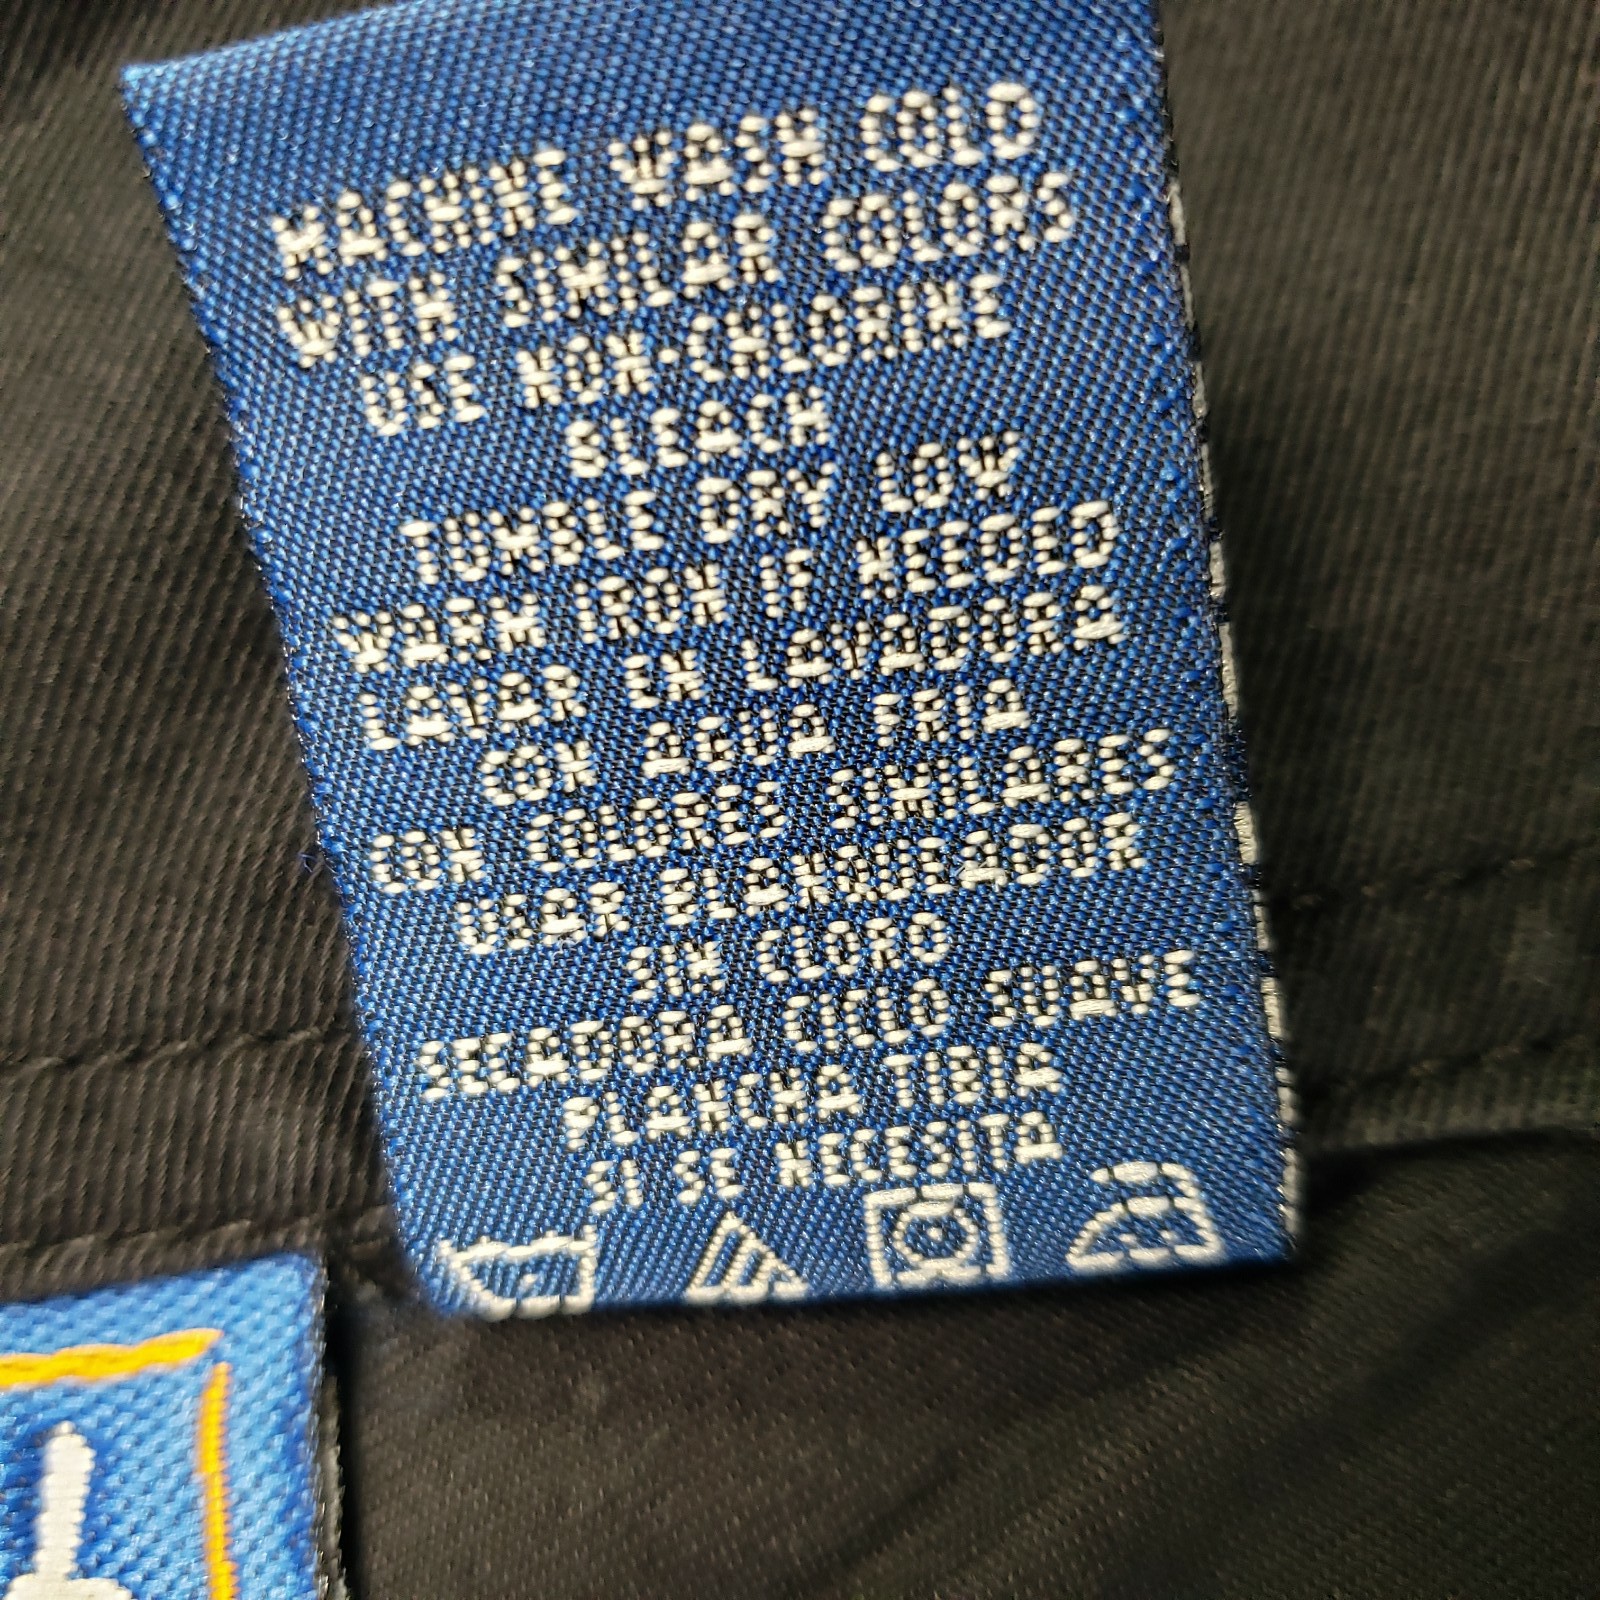 MACHINE WASH COLD
WITH SIMILAR COLORS
USE NON-CHLORINE
BLEACH
TUMBLE DRY LOW
WARM IRON IF NEEDED
LAVAR EN LAVADORA
CON AGUA FRIA
CON COLORES SIMILARES
USAR BLANQUEADOR
SIN CLORO
SECADORA CICLO SUAVE
PLANCHA TIBIA
SI SE NECESITA